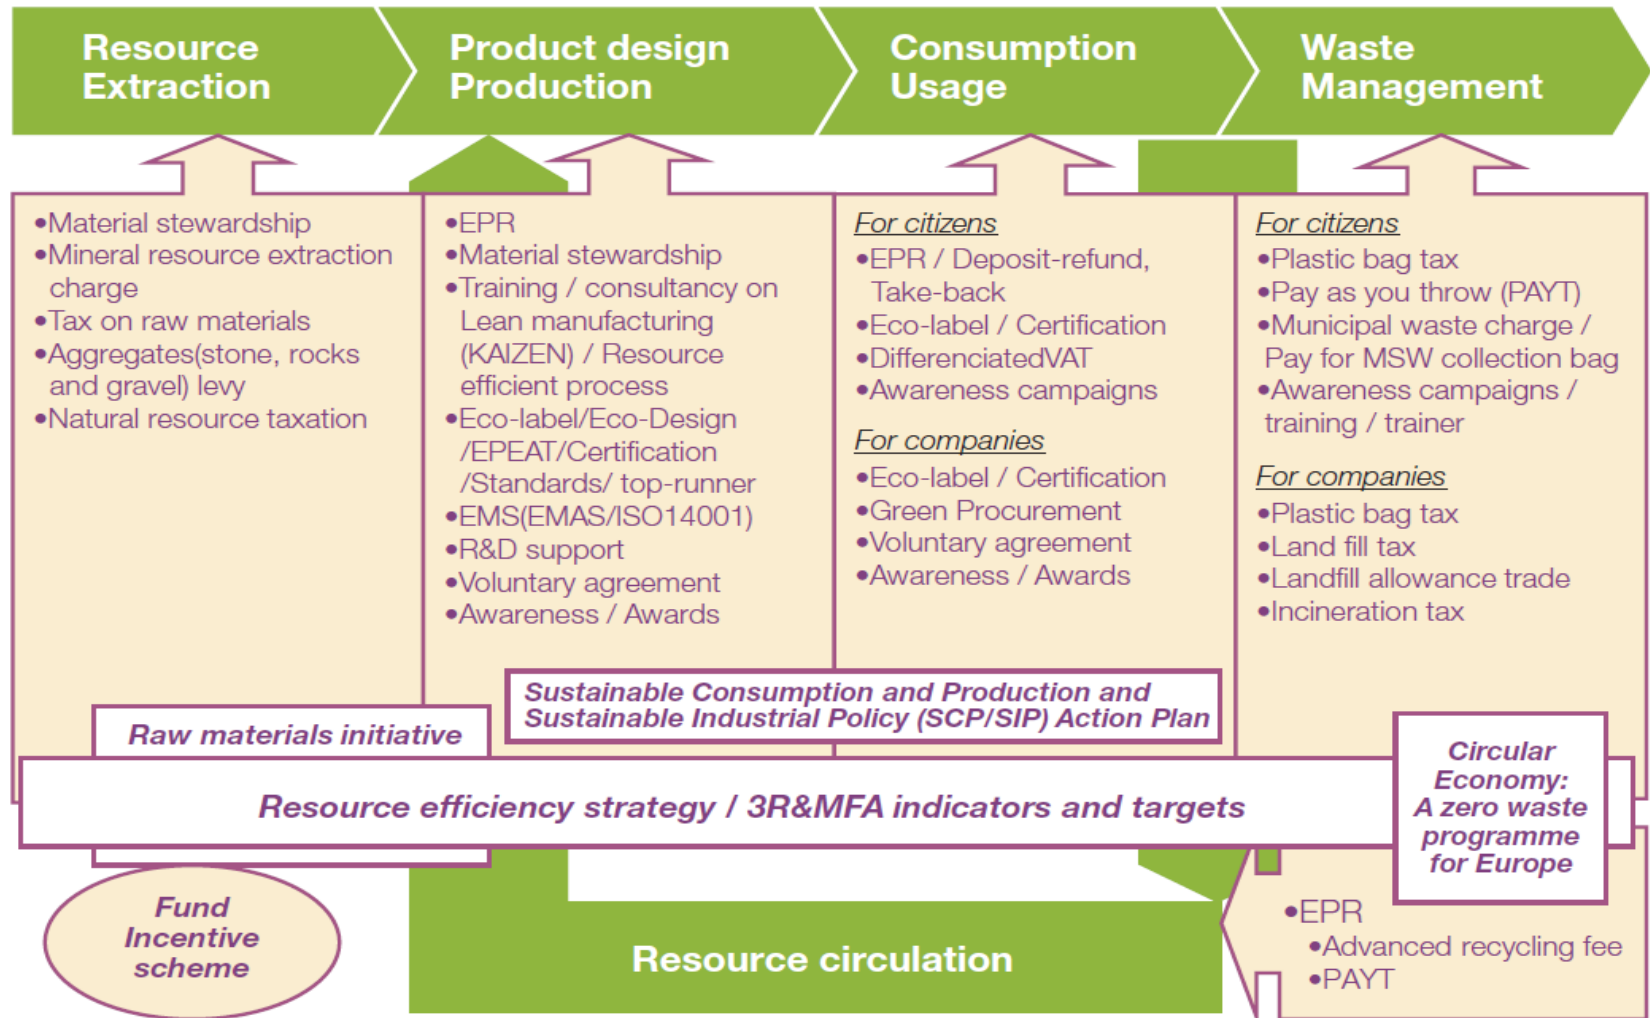 Resource
Extraction
Product design
Production
Consumption
Usage
Waste
Management
•Material stewardship
•Mineral resource extraction
charge
•Tax on raw materials
•Aggregates(stone, rocks
and gravel) levy
•Natural resource taxation
•EPR
•Material stewardship
•Training / consultancy on
Lean manufacturing
(KAIZEN) / Resource
efficient process
•Eco-label/Eco-Design
/EPEAT/Certification
/Standards/ top-runner
•EMS(EMAS/ISO14001)
•R&D support
•Voluntary agreement
•Awareness / Awards
For citizens
•EPR / Deposit-refund,
Take-back
•Eco-label / Certification
•DifferenciatedVAT
•Awareness campaigns
For companies
•Eco-label / Certification
•Green Procurement
•Voluntary agreement
•Awareness / Awards
For citizens
•Plastic bag tax
•Pay as you throw (PAYT)
•Municipal waste charge /
Pay for MSW collection bag
•Awareness campaigns /
training / trainer
For companies
•Plastic bag tax
•Land fill tax
•Landfill allowance trade
•Incineration tax
Sustainable Consumption and Production and
Sustainable Industrial Policy (SCP/SIP) Action Plan
Raw materials initiative
Resource efficiency strategy / 3R&MFA indicators and targets
Circular
Economy:
A zero waste
programme
for Europe
Fund
Incentive
scheme
Resource circulation
•EPR
•Advanced recycling fee
•PAYT